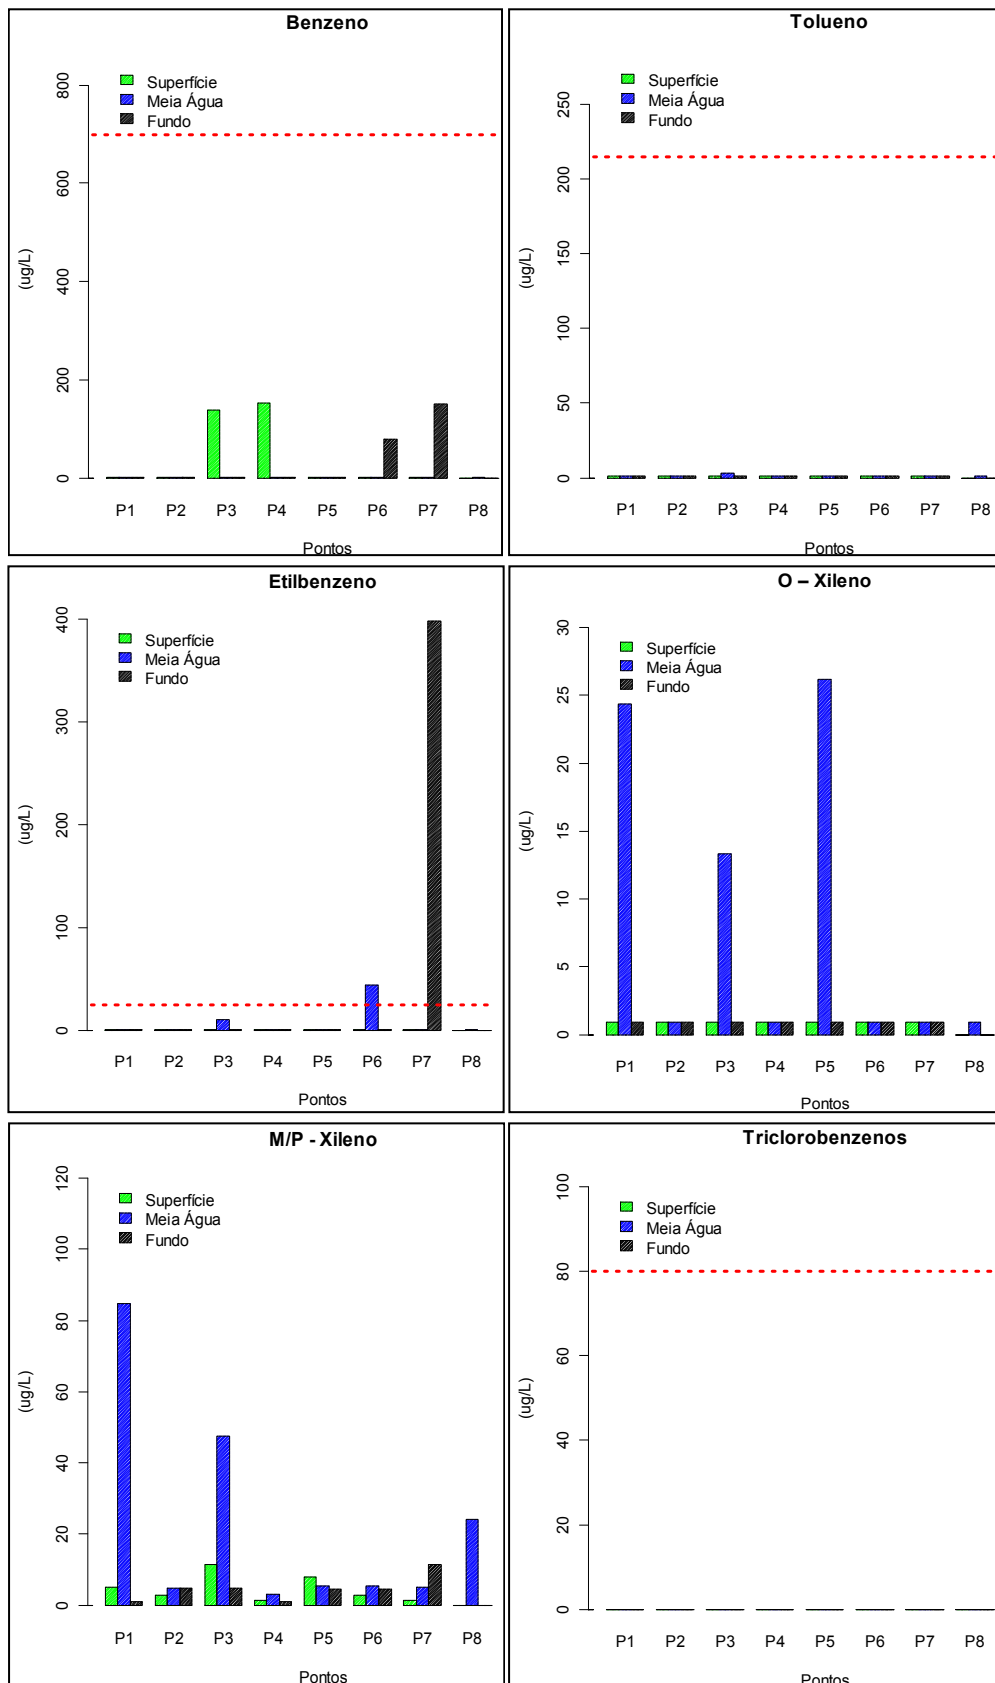 Benzeno
Superfície
Meia Água
Fundo
800
600
400
200
0
(ug/L)
P1 P2 P3 P4 P5 P6 P7 P8
Pontos
Tolueno
Superfície
Meia Água
Fundo
250
200
150
100
50
0
(ug/L)
P1 P2 P3 P4 P5 P6 P7 P8
Pontos
Etilbenzeno
Superfície
Meia Água
Fundo
400
300
200
100
0
(ug/L)
P1 P2 P3 P4 P5 P6 P7 P8
Pontos
O – Xileno
Superfície
Meia Água
Fundo
30
25
20
15
10
5
0
(ug/L)
P1 P2 P3 P4 P5 P6 P7 P8
Pontos
M/P - Xileno
Superfície
Meia Água
Fundo
120
100
80
60
40
20
0
(ug/L)
P1 P2 P3 P4 P5 P6 P7 P8
Pontos
Triclorobenzenos
Superfície
Meia Água
Fundo
100
80
60
40
20
0
(ug/L)
P1 P2 P3 P4 P5 P6 P7 P8
Pontos